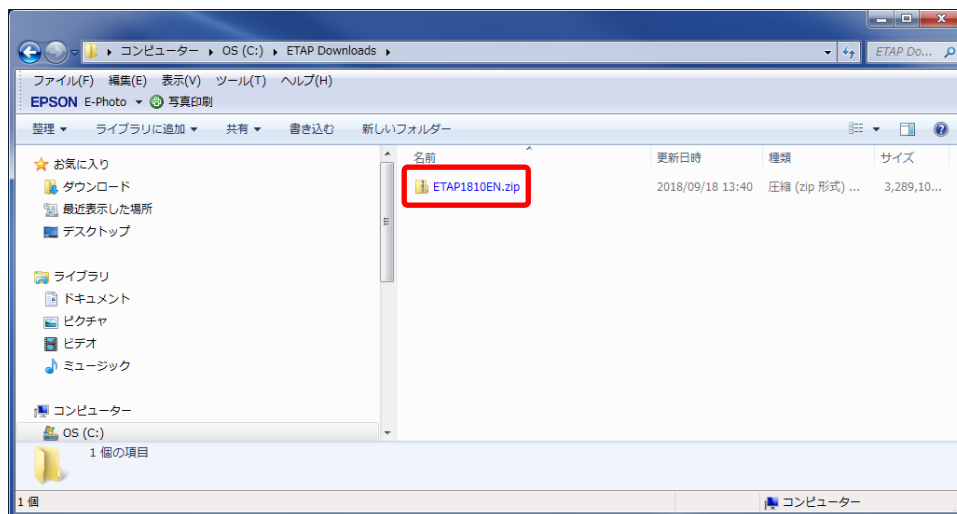 コンピューター OS (C:) ETAP Downloads ETAP Do...
ファイル(F) 編集(E) 表示(V) ツール(T) ヘルプ(H)
EPSON E-Photo 写真印刷
整理 ライブラリに追加 共有 書き込む 新しいフォルダー
お気に入り
ダウンロード
最近表示した場所
デスクトップ
ライブラリ
ドキュメント
ピクチャ
ビデオ
ミュージック
コンピューター
OS (C:)
名前 更新日時 種類 サイズ
ETAP1810EN.zip 2018/09/18 13:40 圧縮 (zip 形式) ... 3,289,10...
1 個の項目
1 個 コンピューター